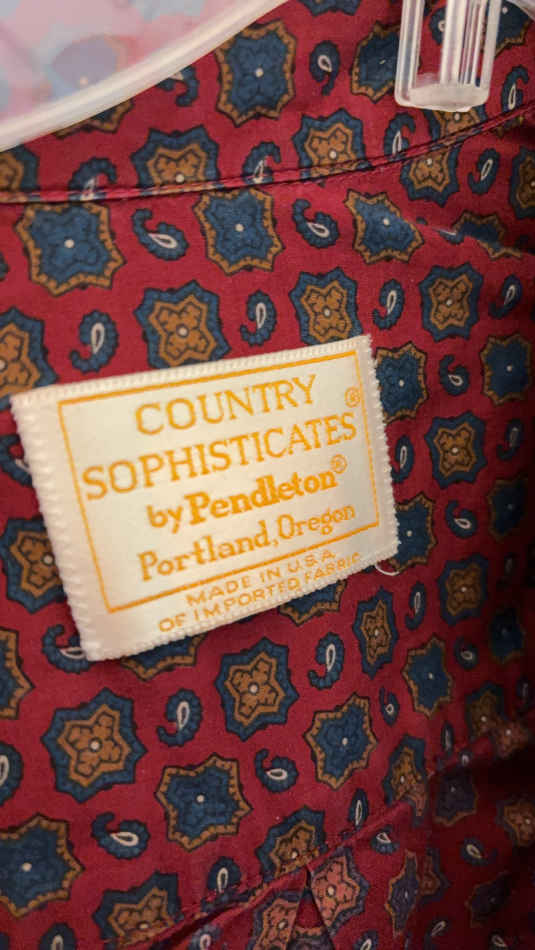 COUNTRY
SOPHISTICATES®
by Pendleton®
Portland, Oregon
MADE IN U.S.A.
OF IMPORTED FABRIC